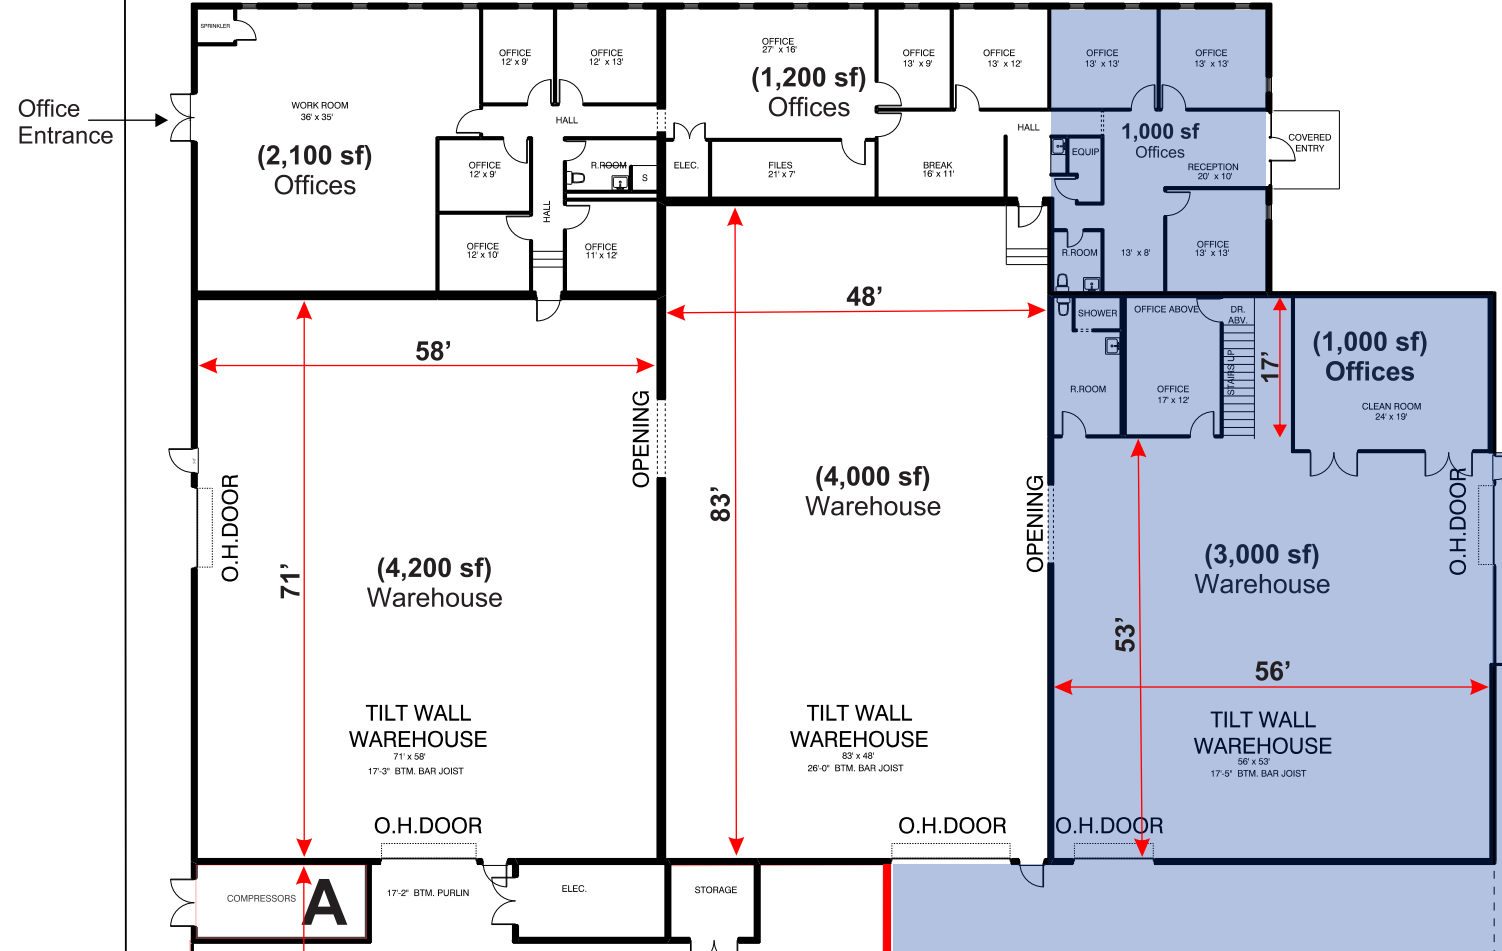 SPRINKLER
Office
Entrance
WORK ROOM
36' x 35'
(2,100 sf)
Offices
OFFICE
12' x 9'
OFFICE
12' x 13'
HALL
OFFICE
12' x 9'
R.ROOM
S
HALL
OFFICE
12' x 10'
OFFICE
11' x 12'
OFFICE
27' x 16'
(1,200 sf)
Offices
OFFICE
13' x 9'
OFFICE
13' x 12'
HALL
ELEC.
FILES
21' x 7'
BREAK
16' x 11'
OFFICE
13' x 13'
OFFICE
13' x 13'
1,000 sf
Offices
EQUIP
RECEPTION
20' x 10'
COVERED
ENTRY
R.ROOM
13' x 8'
OFFICE
13' x 13'
58'
71'
O.H.DOOR
OPENING
(4,200 sf)
Warehouse
TILT WALL
WAREHOUSE
71' x 58'
17'-3" BTM. BAR JOIST
O.H.DOOR
48'
83'
(4,000 sf)
Warehouse
OPENING
TILT WALL
WAREHOUSE
83' x 48'
26'-0" BTM. BAR JOIST
O.H.DOOR
SHOWER
R.ROOM
OFFICE ABOVE
DR.
ABV.
STAIRS UP
OFFICE
17' x 12'
17'
(1,000 sf)
Offices
CLEAN ROOM
24' x 19'
O.H.DOOR
(3,000 sf)
Warehouse
53'
56'
TILT WALL
WAREHOUSE
56' x 53'
17'-5" BTM. BAR JOIST
O.H.DOOR
COMPRESSORS
A
17'-2" BTM. PURLIN
ELEC.
STORAGE